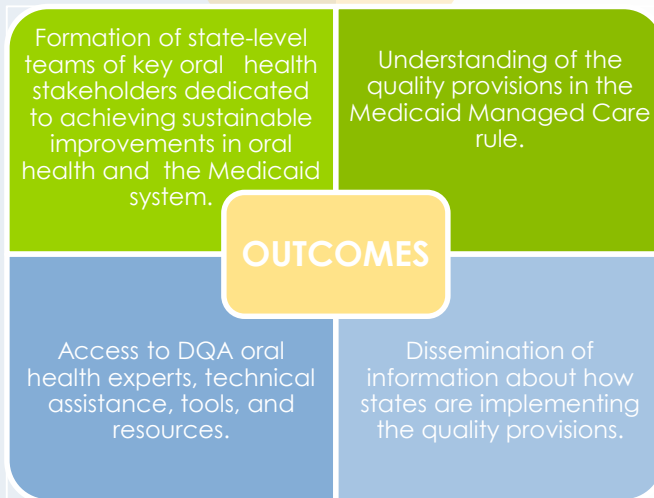 Formation of state-level
teams of key oral health
stakeholders dedicated
to achieving sustainable
improvements in oral
health and the Medicaid
system.
Understanding of the
quality provisions in the
Medicaid Managed Care
rule.
OUTCOMES
Access to DQA oral
health experts, technical
assistance, tools, and
resources.
Dissemination of
information about how
states are implementing
the quality provisions.